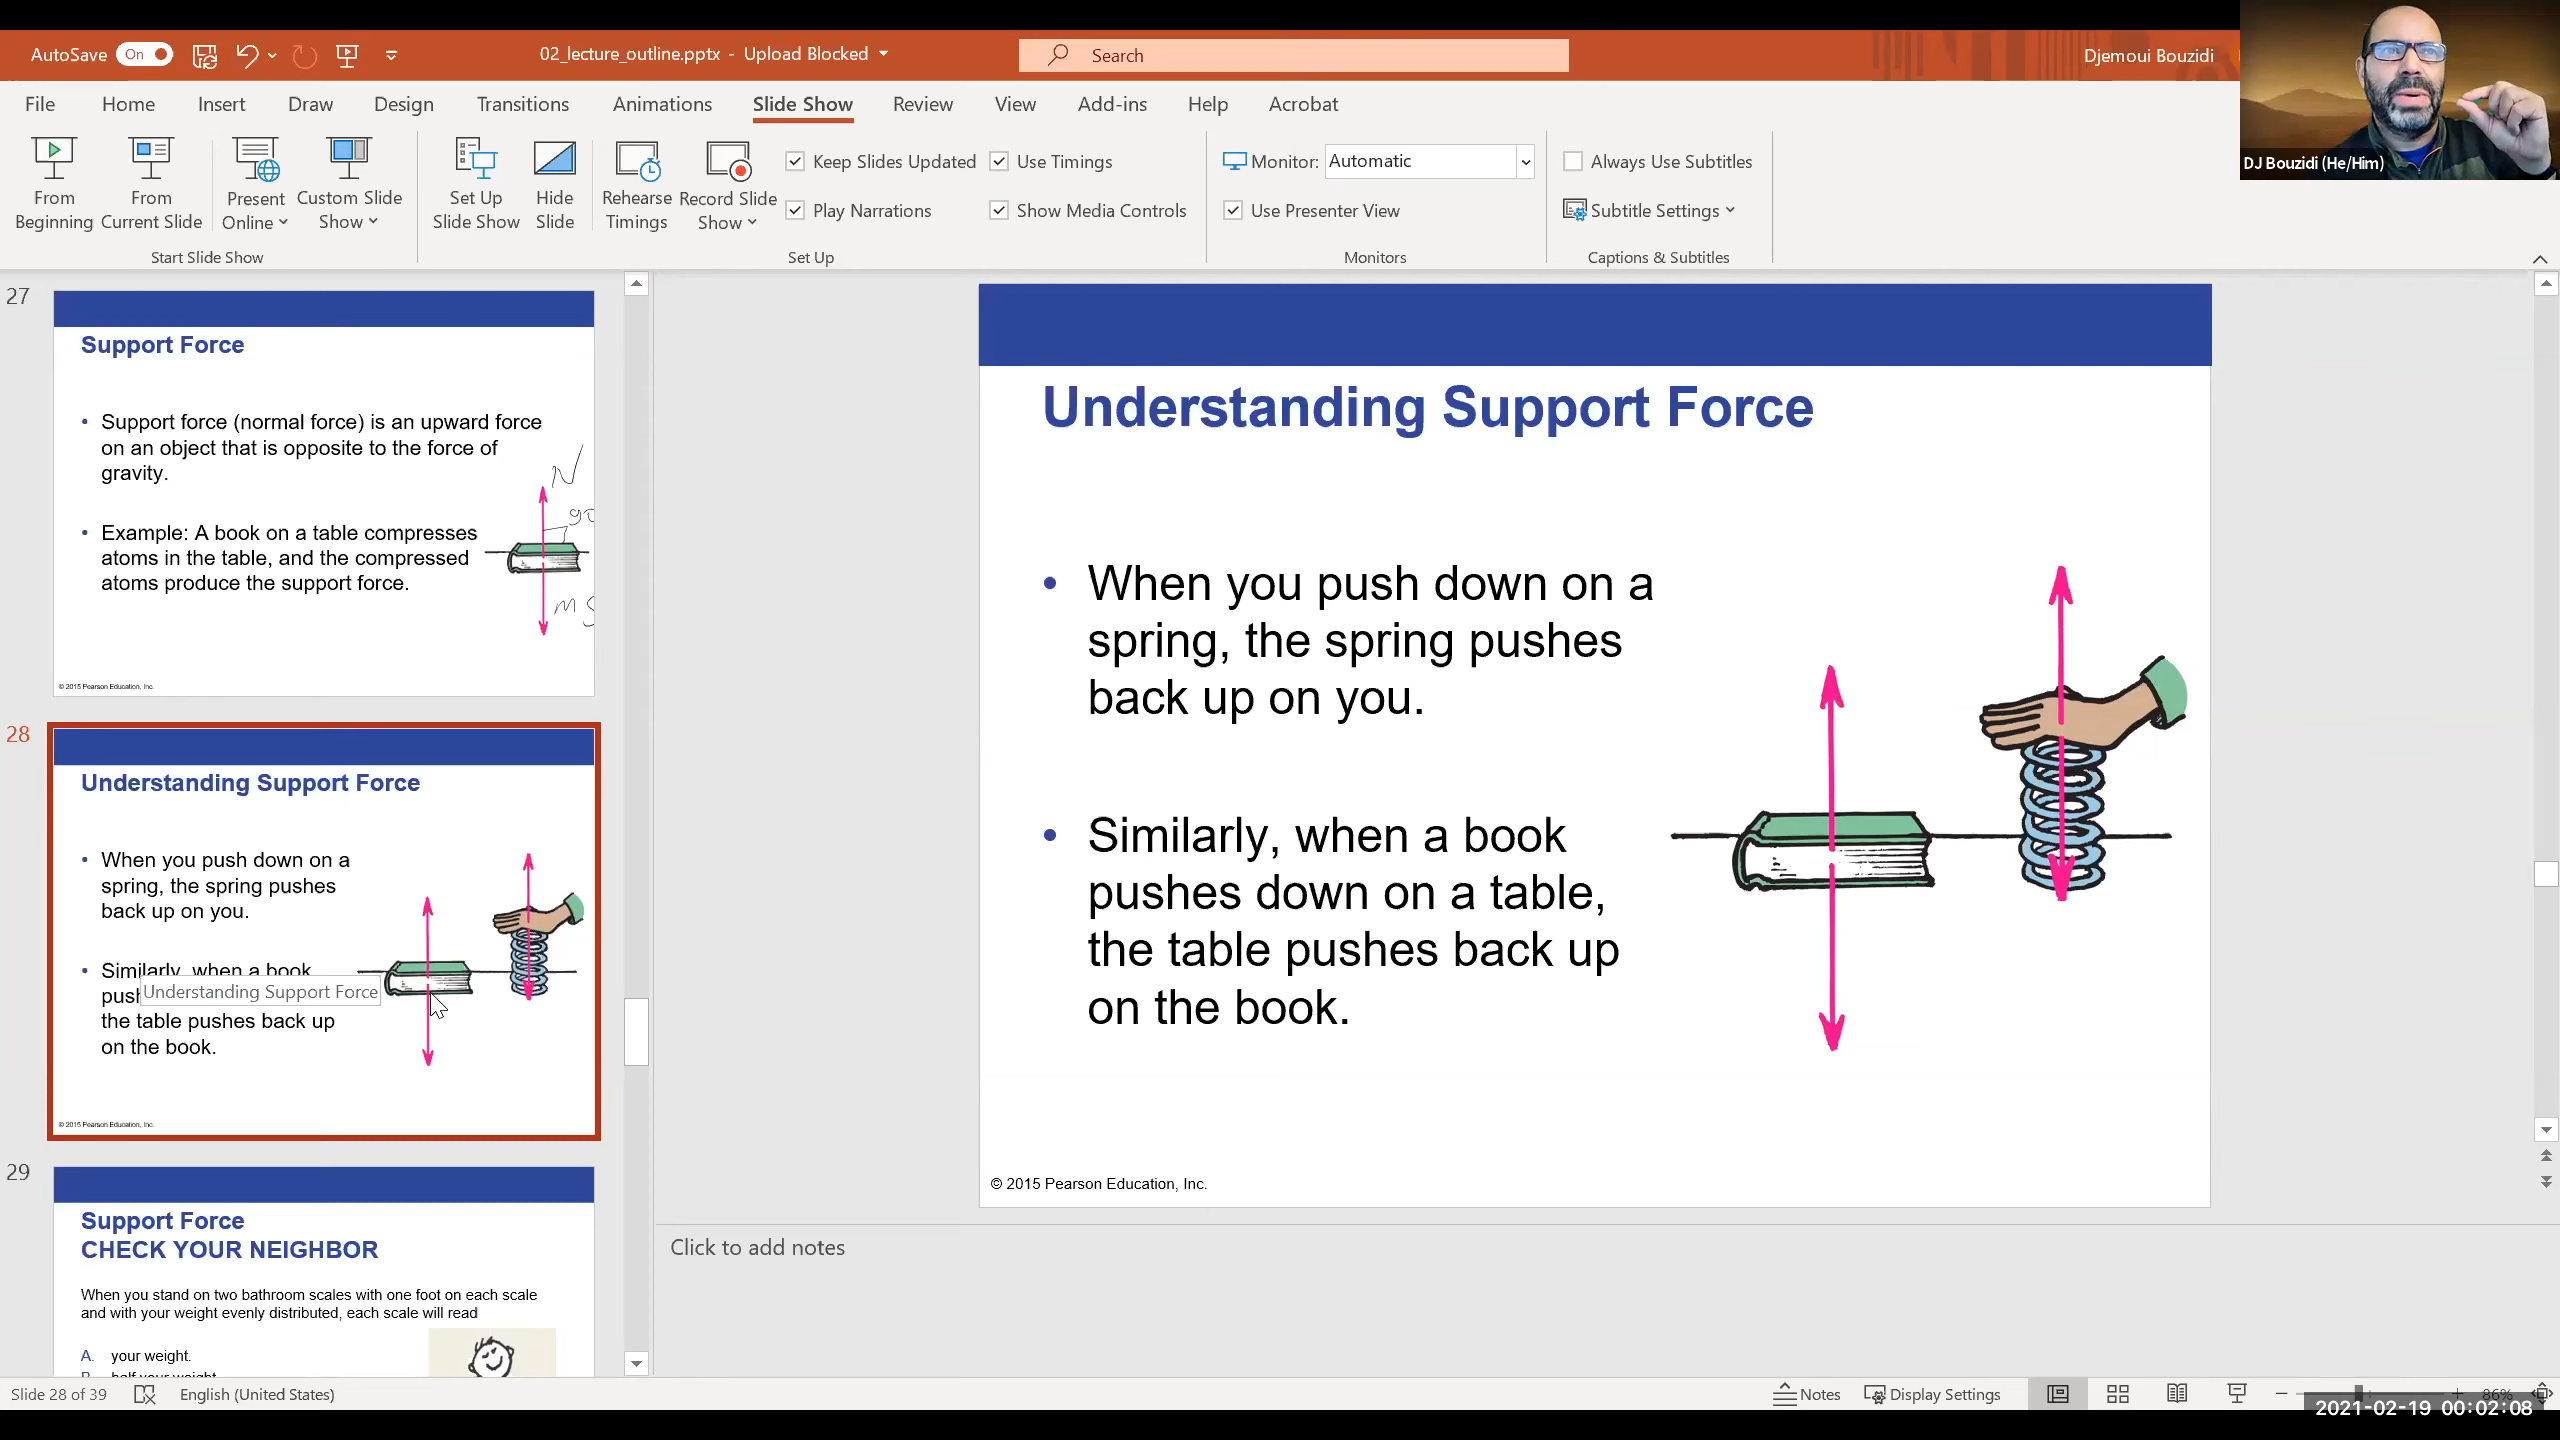 AutoSave On
02_lecture_outline.pptx - Upload Blocked
Search
Djemoui Bouzidi
DJ Bouzidi (He/Him)
File Home Insert Draw Design Transitions Animations Slide Show Review View Add-ins Help Acrobat
From Beginning
From Current Slide
Present Online
Custom Slide Show
Set Up Slide Show
Hide Slide
Rehearse Timings
Record Slide Show
Keep Slides Updated
Use Timings
Play Narrations
Show Media Controls
Monitor: Automatic
Use Presenter View
Always Use Subtitles
Subtitle Settings
Start Slide Show
Set Up
Monitors
Captions & Subtitles
27
Support Force
• Support force (normal force) is an upward force
on an object that is opposite to the force of
gravity.
N
• Example: A book on a table compresses
atoms in the table, and the compressed
atoms produce the support force.
© 2015 Pearson Education, Inc.
28
Understanding Support Force
• When you push down on a
spring, the spring pushes
back up on you.
• Similarly, when a book
Understanding Support Force
the table pushes back up
on the book.
© 2015 Pearson Education, Inc.
29
Support Force
CHECK YOUR NEIGHBOR
When you stand on two bathroom scales with one foot on each scale
and with your weight evenly distributed, each scale will read
A. your weight.
Understanding Support Force
• When you push down on a
spring, the spring pushes
back up on you.
• Similarly, when a book
pushes down on a table,
the table pushes back up
on the book.
© 2015 Pearson Education, Inc.
Click to add notes
Slide 28 of 39
English (United States)
Notes
Display Settings
86%
2021-02-19 00:02:08